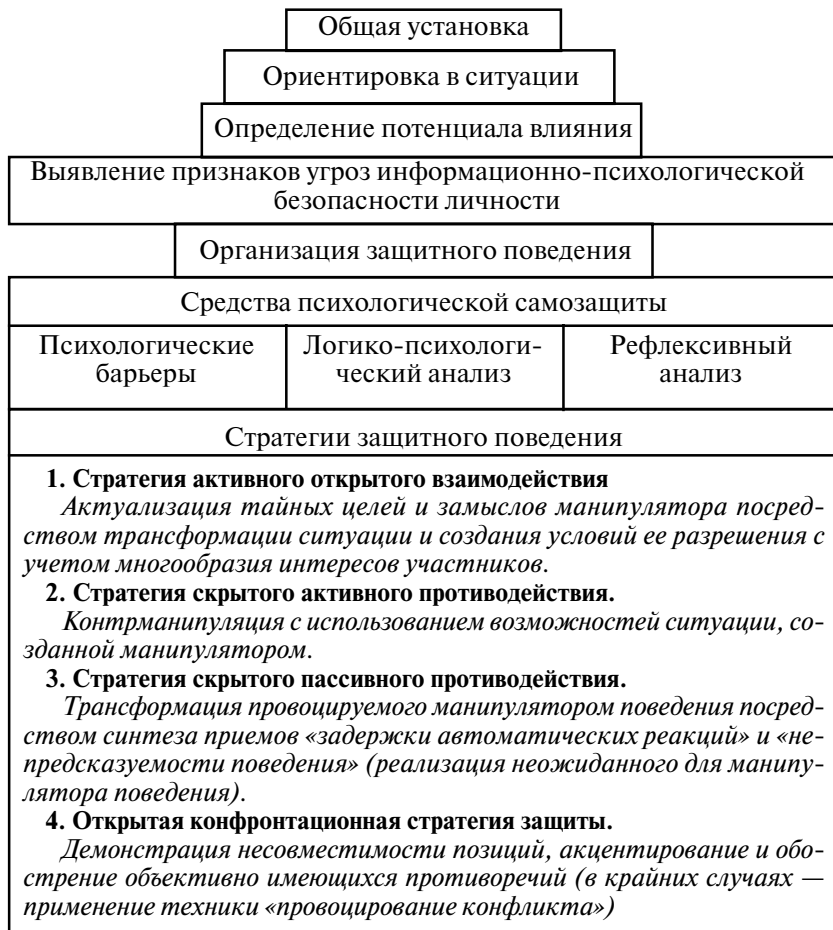 Общая установка
Ориентировка в ситуации
Определение потенциала влияния
Выявление признаков угроз информационно-психологической
безопасности личности
Организация защитного поведения
Средства психологической самозащиты
Психологические
барьеры
Логико-психологи-
ческий анализ
Рефлексивный
анализ
Стратегии защитного поведения
1. Стратегия активного открытого взаимодействия
Актуализация тайных целей и замыслов манипулятора посред-
ством трансформации ситуации и создания условий ее разрешения с
учетом многообразия интересов участников.
2. Стратегия скрытого активного противодействия.
Контрманипуляция с использованием возможностей ситуации, со-
зданной манипулятором.
3. Стратегия скрытого пассивного противодействия.
Трансформация провоцируемого манипулятором поведения посред-
ством синтеза приемов «задержки автоматических реакций» и «не-
предсказуемости поведения» (реализация неожиданного для манипу-
лятора поведения).
4. Открытая конфронтационная стратегия защиты.
Демонстрация несовместимости позиций, акцентирование и обо-
стрение объективно имеющихся противоречий (в крайних случаях —
применение техники «провоцирование конфликта»)